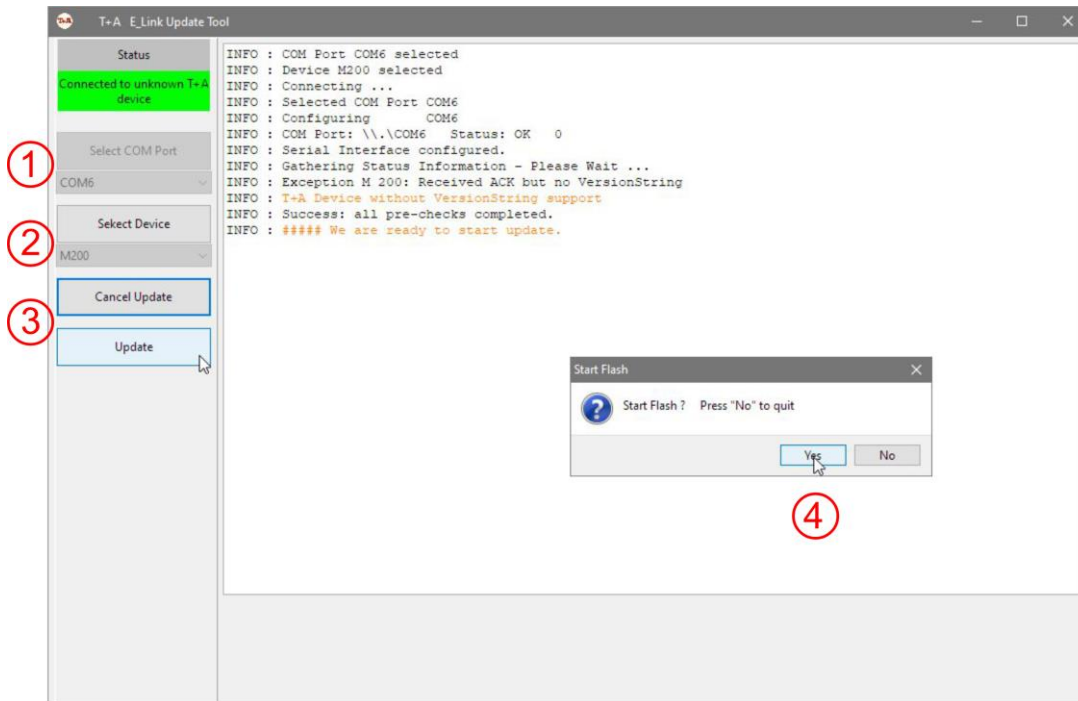 T+A E_Link Update Tool
Status
Connected to unknown T+A
device
1
Select COM Port
COM6
2
Sekect Device
M200
3
Cancel Update
Update
INFO : COM Port COM6 selected
INFO : Device M200 selected
INFO : Connecting ...
INFO : Selected COM Port COM6
INFO : Configuring COM6
INFO : COM Port: \\.\COM6 Status: OK 0
INFO : Serial Interface configured.
INFO : Gathering Status Information - Please Wait ...
INFO : Exception M 200: Received ACK but no VersionString
INFO : T+A Device without VersionString support
INFO : Success: all pre-checks completed.
INFO : ##### We are ready to start update.
Start Flash
Start Flash ? Press "No" to quit
Yes
No
4